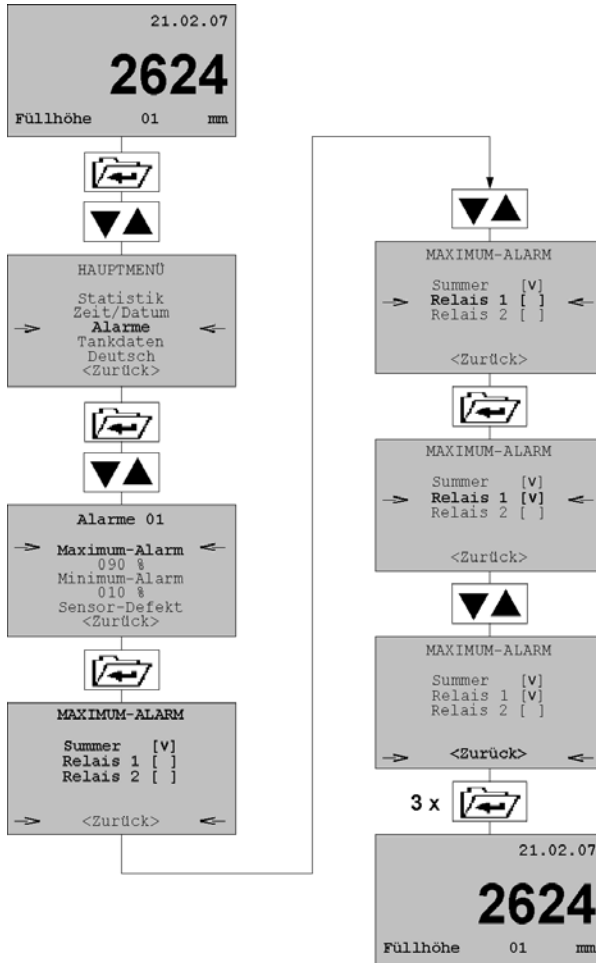 21.02.07
2624
Füllhöhe 01 mm
HAUPTMENÜ
Statistik
Zeit/Datum
Alarme
Tankdaten
Deutsch
<Zurück>
Alarme 01
Maximum-Alarm
090 %
Minimum-Alarm
010 %
Sensor-Defekt
<Zurück>
MAXIMUM-ALARM
Summer [V]
Relais 1 [ ]
Relais 2 [ ]
<Zurück>
MAXIMUM-ALARM
Summer [V]
Relais 1 [ ]
Relais 2 [ ]
<Zurück>
MAXIMUM-ALARM
Summer [V]
Relais 1 [V]
Relais 2 [ ]
<Zurück>
MAXIMUM-ALARM
Summer [V]
Relais 1 [V]
Relais 2 [ ]
<Zurück>
3 x
21.02.07
2624
Füllhöhe 01 mm